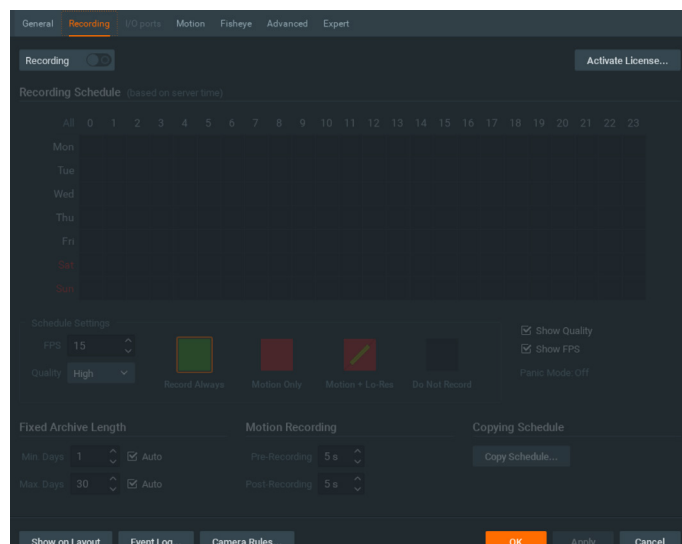 General Recording I/O ports Motion Fisheye Advanced Expert
Recording Activate License...
Recording Schedule (based on server time)
All 0 1 2 3 4 5 6 7 8 9 10 11 12 13 14 15 16 17 18 19 20 21 22 23
Mon
Tue
Wed
Thu
Fri
Sat
Sun
Schedule Settings
Show Quality
FPS 15 Show FPS
Quality High Panic Mode: Off
Record Always Motion Only Motion + Lo-Res Do Not Record
Fixed Archive Length Motion Recording Copying Schedule
Min. Days 1 Auto Pre-Recording 5 s Copy Schedule...
Max. Days 30 Auto Post-Recording 5 s
Show on Layout Event Log... Camera Rules... OK Apply Cancel